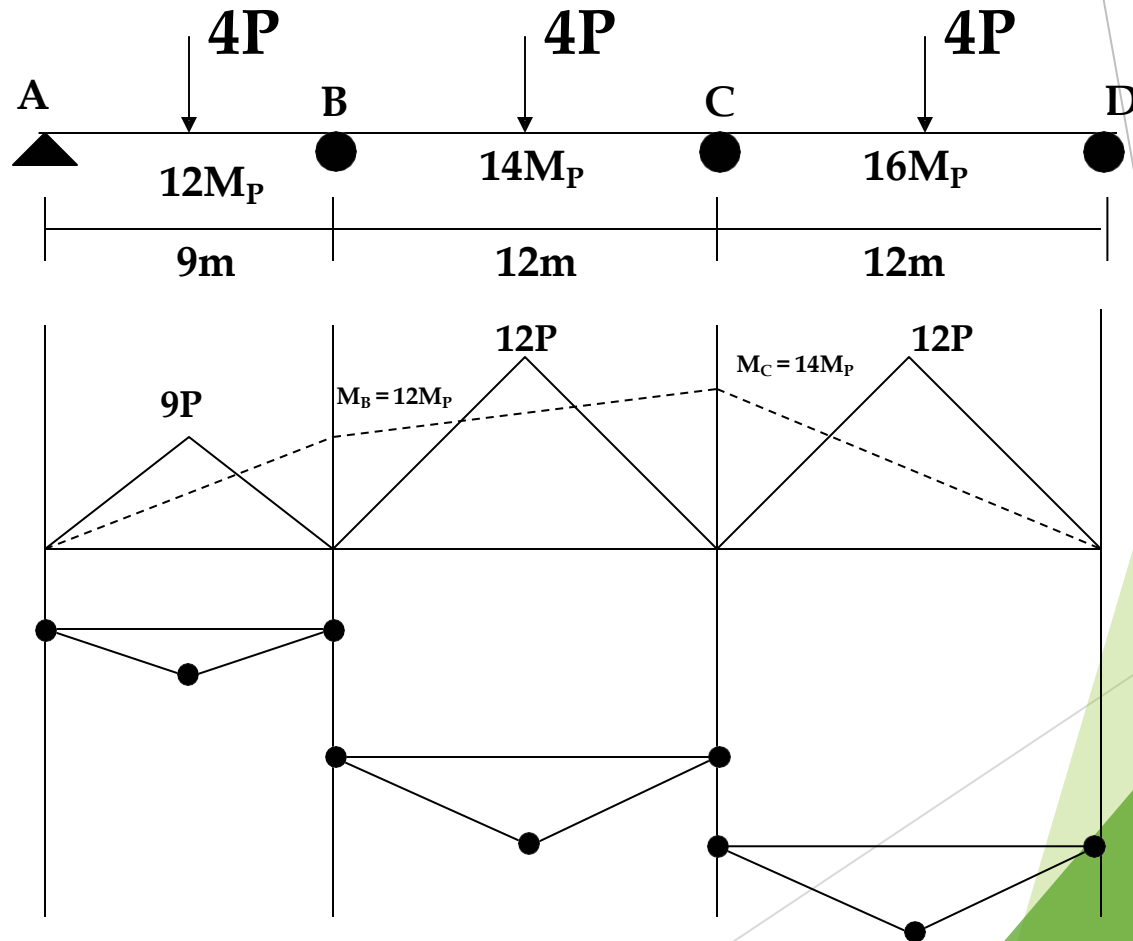 4P 4P 4P
A B C D
12MP 14MP 16MP
9m 12m 12m
12P 12P
MC = 14MP
MB = 12MP
9P